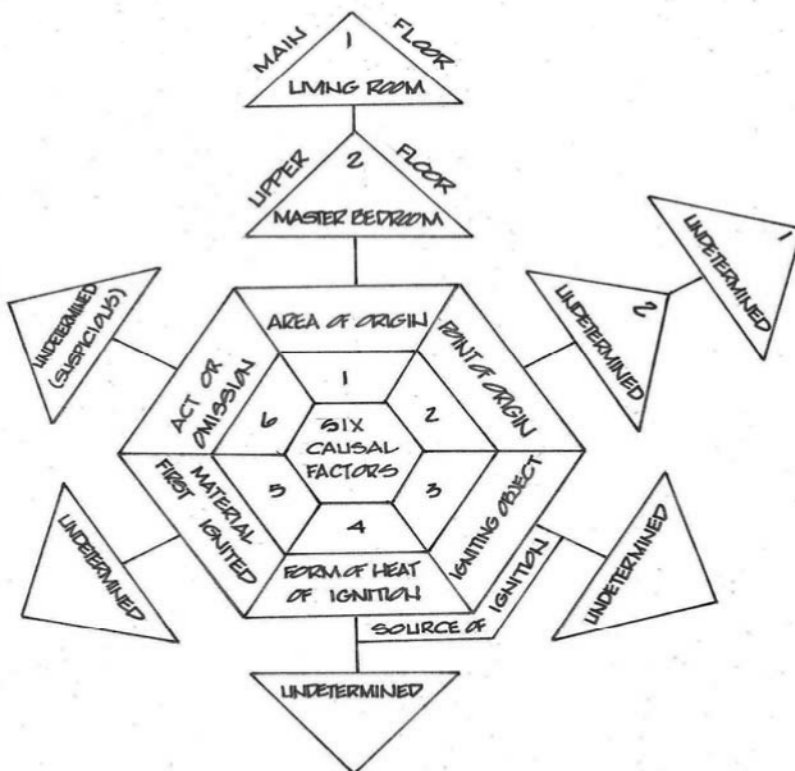 MAIN
FLOOR
1
LIVING ROOM
UPPER
FLOOR
2
MASTER BEDROOM
UNDETERMINED
1
UNDETERMINED
2
UNDETERMINED
(SUSPICIOUS)
AREA OF ORIGIN
POINT OF ORIGIN
ACT OR
OMISSION
1
2
6
SIX
CAUSAL
FACTORS
5
3
4
FIRST
MATERIAL
IGNITED
IGNITING OBJECT
FORM OF HEAT
OF IGNITION
SOURCE OF IGNITION
UNDETERMINED
UNDETERMINED
UNDETERMINED